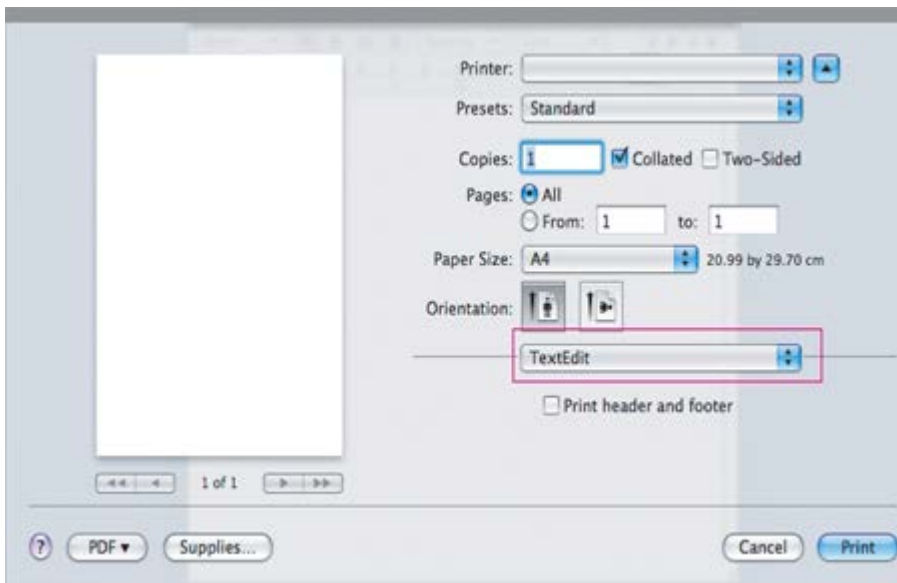 Printer:
Presets: Standard
Copies: 1 Collated Two-Sided
Pages: All
From: 1 to: 1
Paper Size: A4 20.99 by 29.70 cm
Orientation:
TextEdit
Print header and footer
1 of 1
? PDF Supplies... Cancel Print